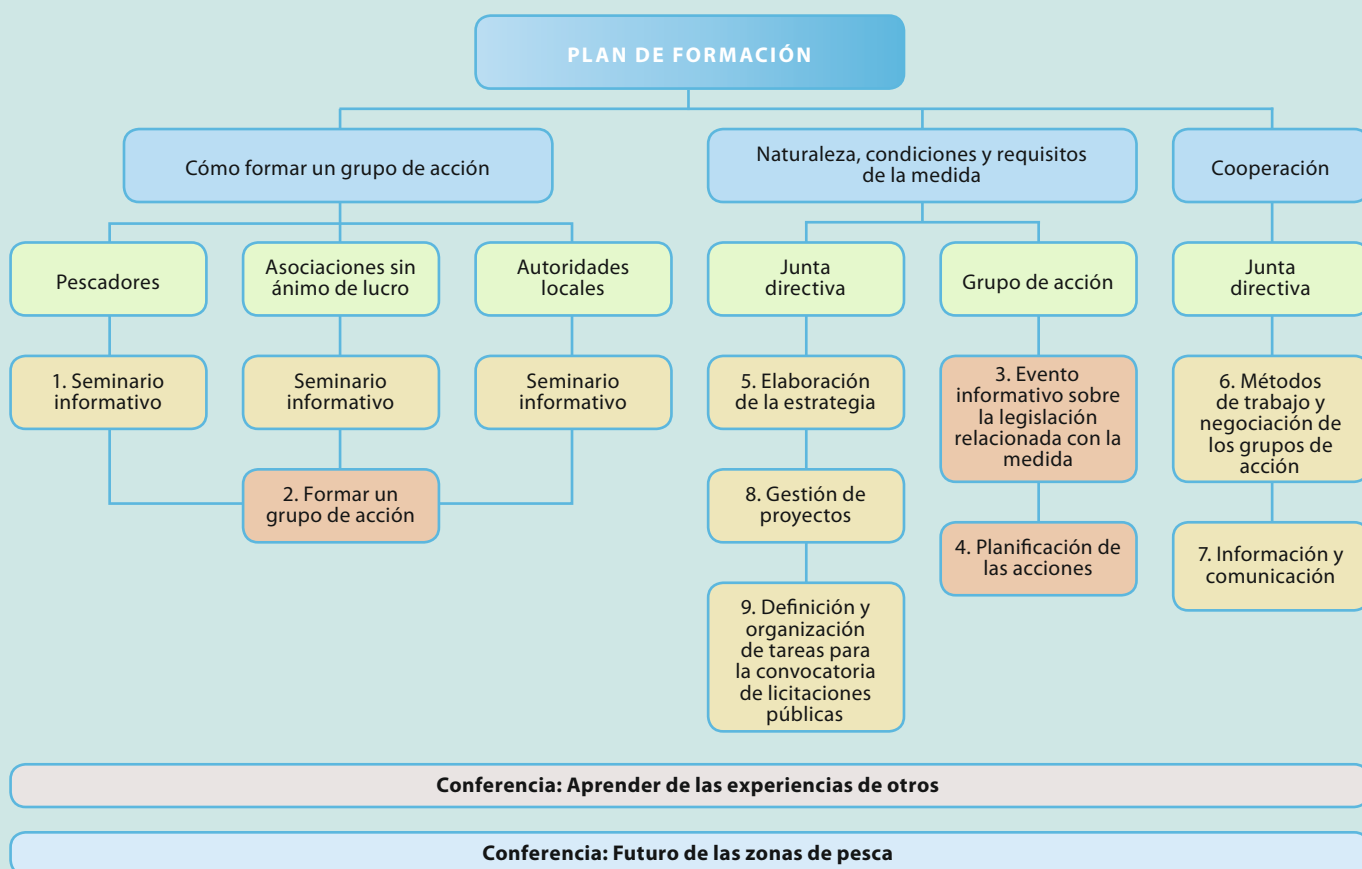 PLAN DE FORMACIÓN
Cómo formar un grupo de acción
Naturaleza, condiciones y requisitos
de la medida
Cooperación
Pescadores
Asociaciones sin
ánimo de lucro
Autoridades
locales
Junta
directiva
Grupo de acción
Junta
directiva
1. Seminario
informativo
Seminario
informativo
Seminario
informativo
5. Elaboración
de la estrategia
3. Evento
informativo sobre
la legislación
relacionada con la
medida
6. Métodos
de trabajo y
negociación de
los grupos de
acción
2. Formar un
grupo de acción
8. Gestión de
proyectos
4. Planificación de
las acciones
7. Información y
comunicación
9. Definición y
organización
de tareas para
la convocatoria
de licitaciones
públicas
Conferencia: Aprender de las experiencias de otros
Conferencia: Futuro de las zonas de pesca